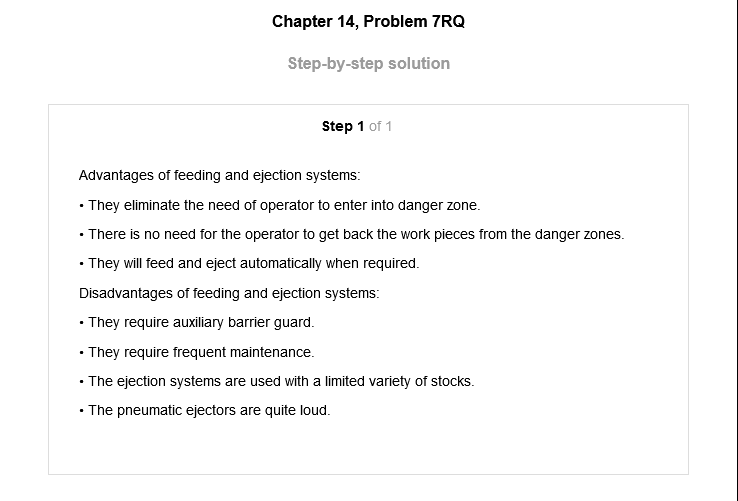 Chapter 14, Problem 7RQ
Step-by-step solution
Step 1 of 1
Advantages of feeding and ejection systems:
• They eliminate the need of operator to enter into danger zone.
• There is no need for the operator to get back the work pieces from the danger zones.
• They will feed and eject automatically when required.
Disadvantages of feeding and ejection systems:
• They require auxiliary barrier guard.
• They require frequent maintenance.
• The ejection systems are used with a limited variety of stocks.
• The pneumatic ejectors are quite loud.